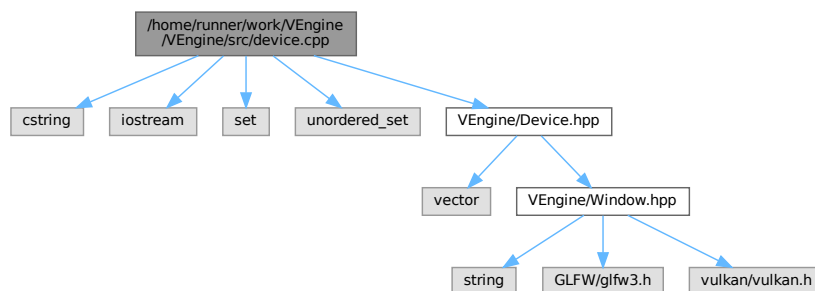 /home/runner/work/VEngine
/VEngine/src/device.cpp
cstring
iostream
set
unordered_set
VEngine/Device.hpp
vector
VEngine/Window.hpp
string
GLFW/glfw3.h
vulkan/vulkan.h